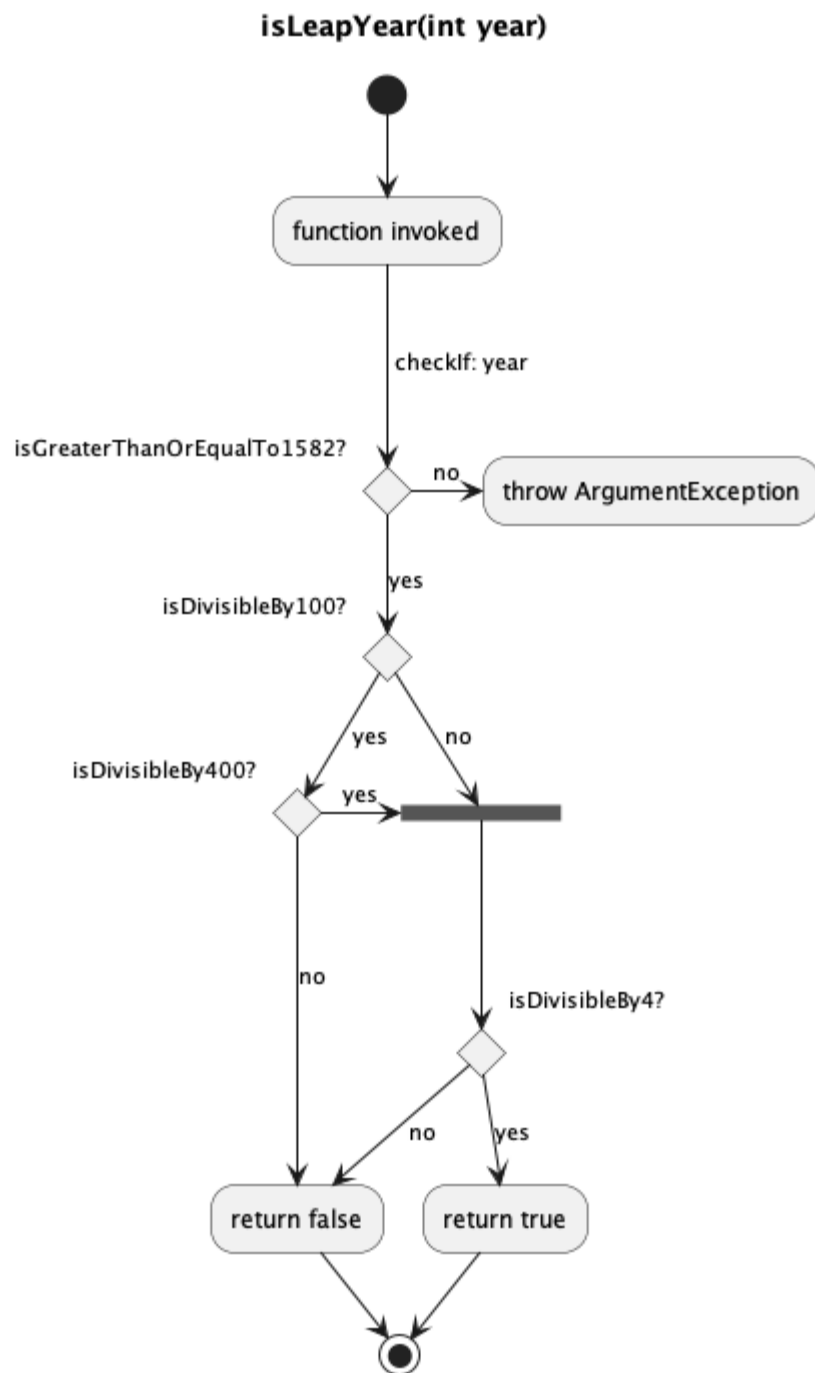 isLeapYear(int year)
function invoked
checkIf: year
isGreaterThanOrEqualTo1582?
no
throw ArgumentException
yes
isDivisibleBy100?
yes
no
isDivisibleBy400?
yes
no
isDivisibleBy4?
no
yes
return false
return true